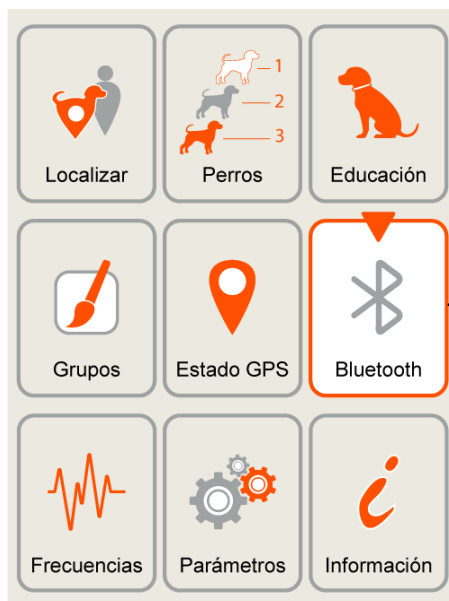 1
2
3
Localizar
Perros
Educación
Grupos
Estado GPS
Bluetooth
Frecuencias
Parámetros
Información